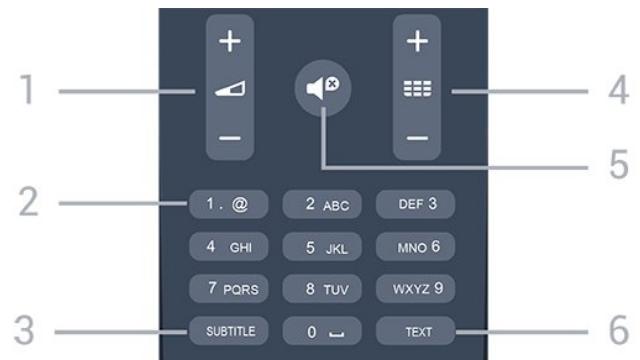 + +
1 4
− −
5
2 1 . @ 2 ABC DEF 3
4 GHI 5 JKL MNO 6
7 PQRS 8 TUV WXYZ 9
3 SUBTITLE 0 ⎵ TEXT 6